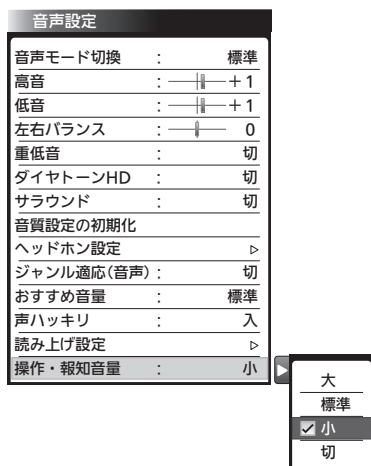 音声設定
音声モード切換 : 標準
高音 : +1
低音 : +1
左右バランス : 0
重低音 : 切
ダイヤトーンHD : 切
サラウンド : 切
音質設定の初期化
ヘッドホン設定
ジャンル適応(音声) : 切
おすすめ音量 : 標準
声ハッキリ : 入
読み上げ設定
操作・報知音量 : 小
大
標準
小
切